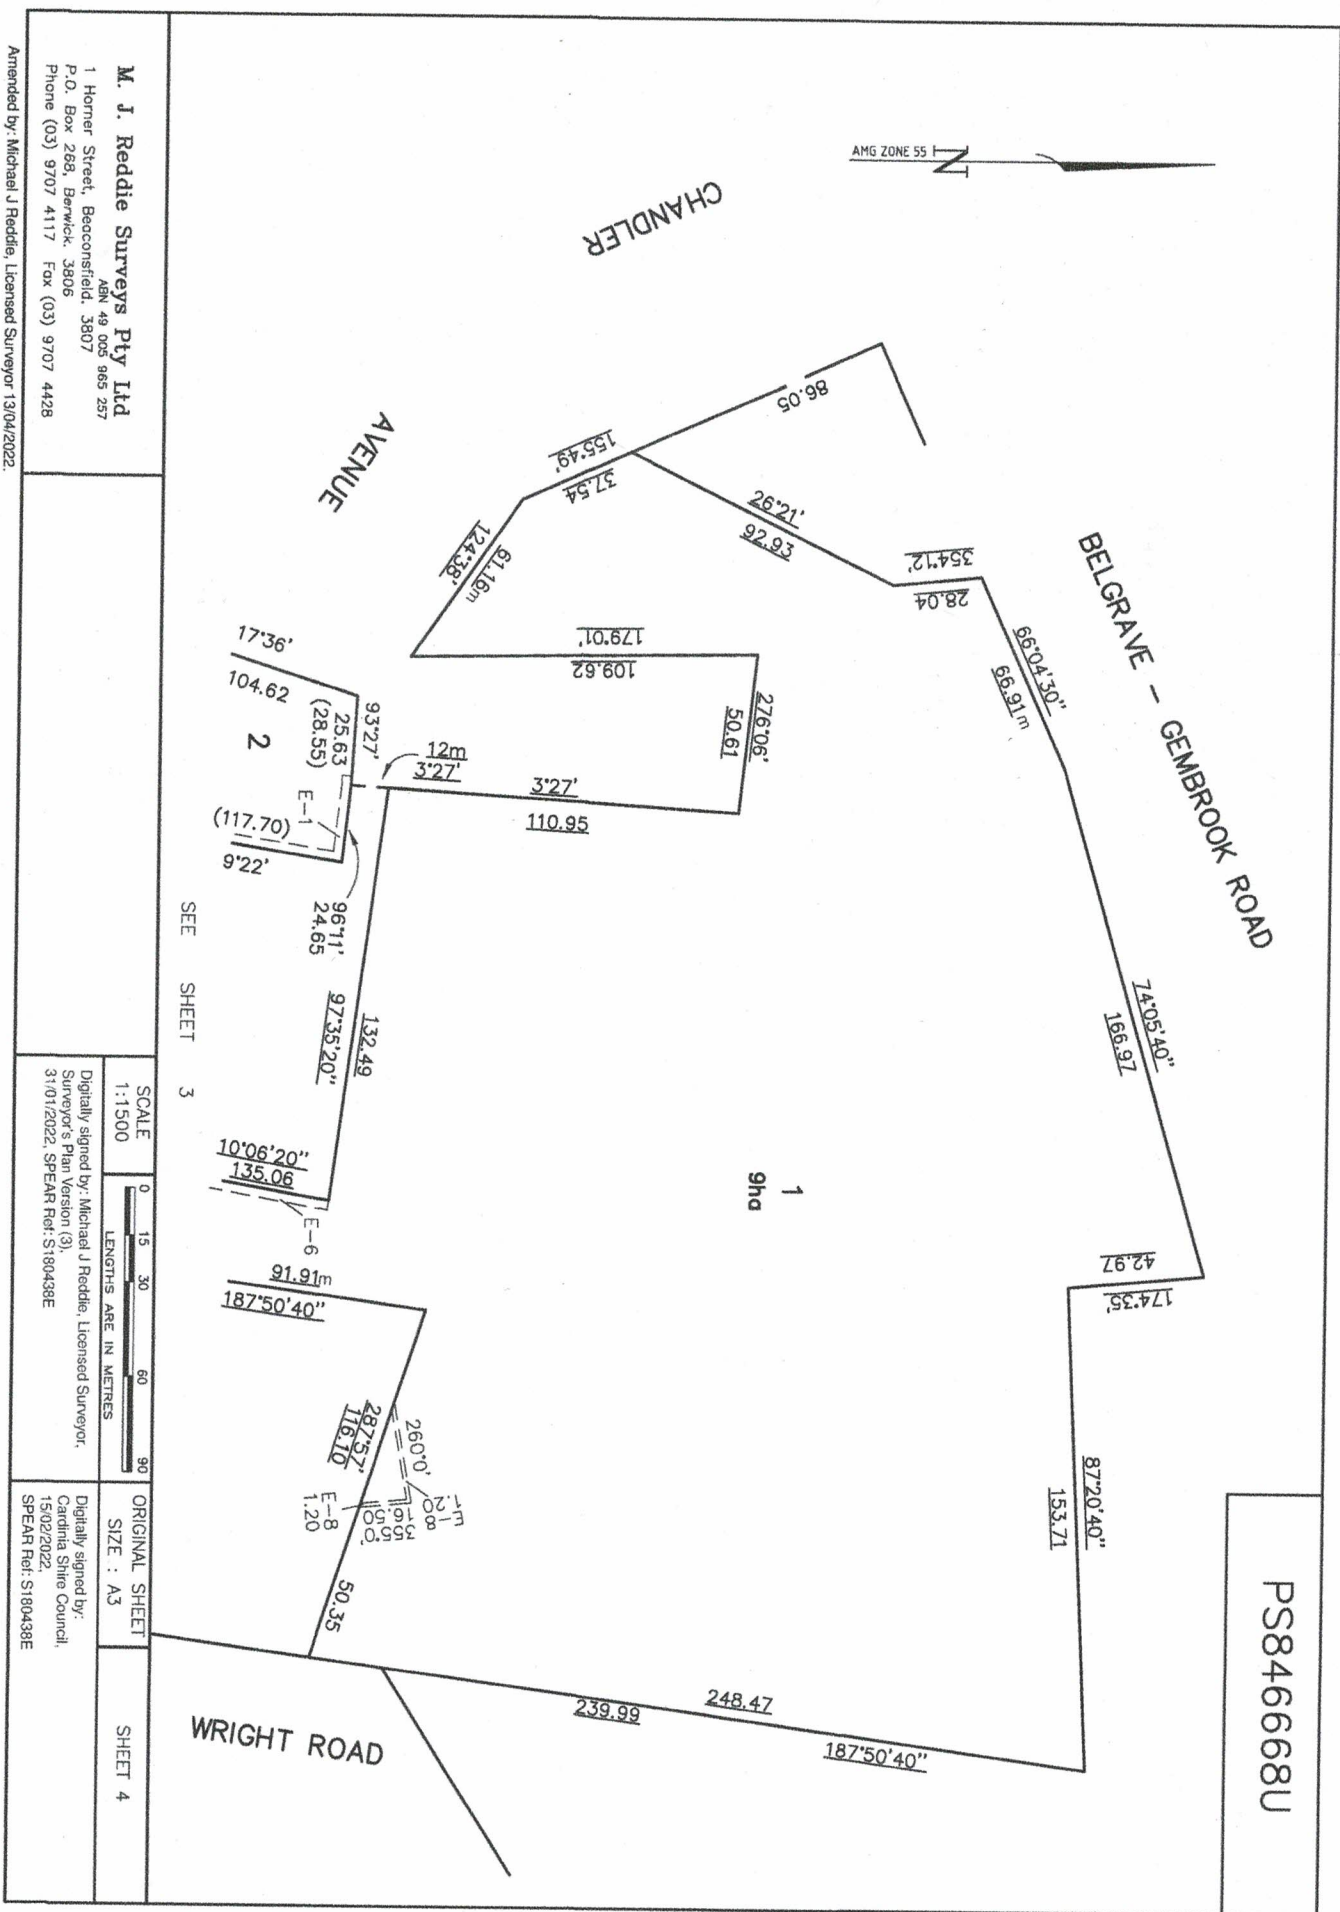 PS846668U
AMG ZONE 55
N
CHANDLER
AVENUE
BELGRAVE – GEMBROOK ROAD
86.05
155°49'
37.54
26°21'
92.93
354°12'
28.04
66°04'30"
66.91m
74°05'40"
166.97
42.97
174°35'
87°20'40"
153.71
124°38'
61.16m
179°01'
109.62
276°06'
50.61
3°27'
110.95
12m
3°27'
17°36'
104.62
93°27'
25.63
(28.55)
2
E-1
(117.70)
9°22'
96°11'
24.65
132.49
97°35'20"
10°06'20"
135.06
E-6
1
9ha
91.91m
187°50'40"
287°57'
116.10
260°0'
E-8
1.20
355°0'
16.50
E-8
1.20
50.35
248.47
239.99
187°50'40"
WRIGHT ROAD
SEE SHEET 3
M. J. Reddie Surveys Pty Ltd
ABN 49 005 965 257
1 Horner Street, Beaconsfield. 3807
P.O. Box 268, Berwick. 3806
Phone (03) 9707 4117 Fax (03) 9707 4428
SCALE
1:1500
0 15 30 60 90
LENGTHS ARE IN METRES
ORIGINAL SHEET
SIZE : A3
SHEET 4
Digitally signed by: Michael J Reddie, Licensed Surveyor,
Surveyor's Plan Version (3),
31/01/2022, SPEAR Ref: S180438E
Digitally signed by:
Cardinia Shire Council,
15/02/2022,
SPEAR Ref: S180438E
Amended by: Michael J Reddie, Licensed Surveyor 13/04/2022.